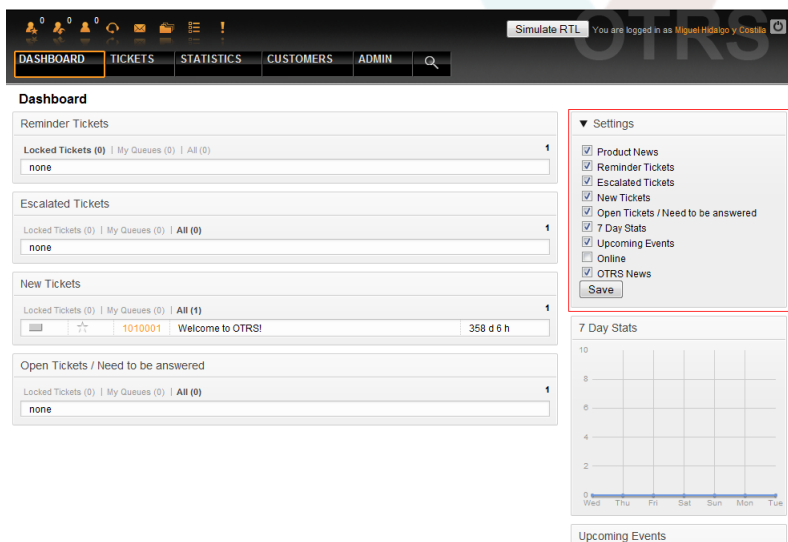 OTRS
0 0 0
Simulate RTL You are logged in as Miguel Hidalgo y Costilla
DASHBOARD TICKETS STATISTICS CUSTOMERS ADMIN
Dashboard
Reminder Tickets
Locked Tickets (0) | My Queues (0) | All (0) 1
none
Escalated Tickets
Locked Tickets (0) | My Queues (0) | All (0) 1
none
New Tickets
Locked Tickets (0) | My Queues (0) | All (1) 1
1010001 Welcome to OTRS! 358 d 6 h
Open Tickets / Need to be answered
Locked Tickets (0) | My Queues (0) | All (0) 1
none
Settings
Product News
Reminder Tickets
Escalated Tickets
New Tickets
Open Tickets / Need to be answered
7 Day Stats
Upcoming Events
Online
OTRS News
Save
7 Day Stats
10
8
6
4
2
0
Wed Thu Fri Sat Sun Mon Tue
Upcoming Events